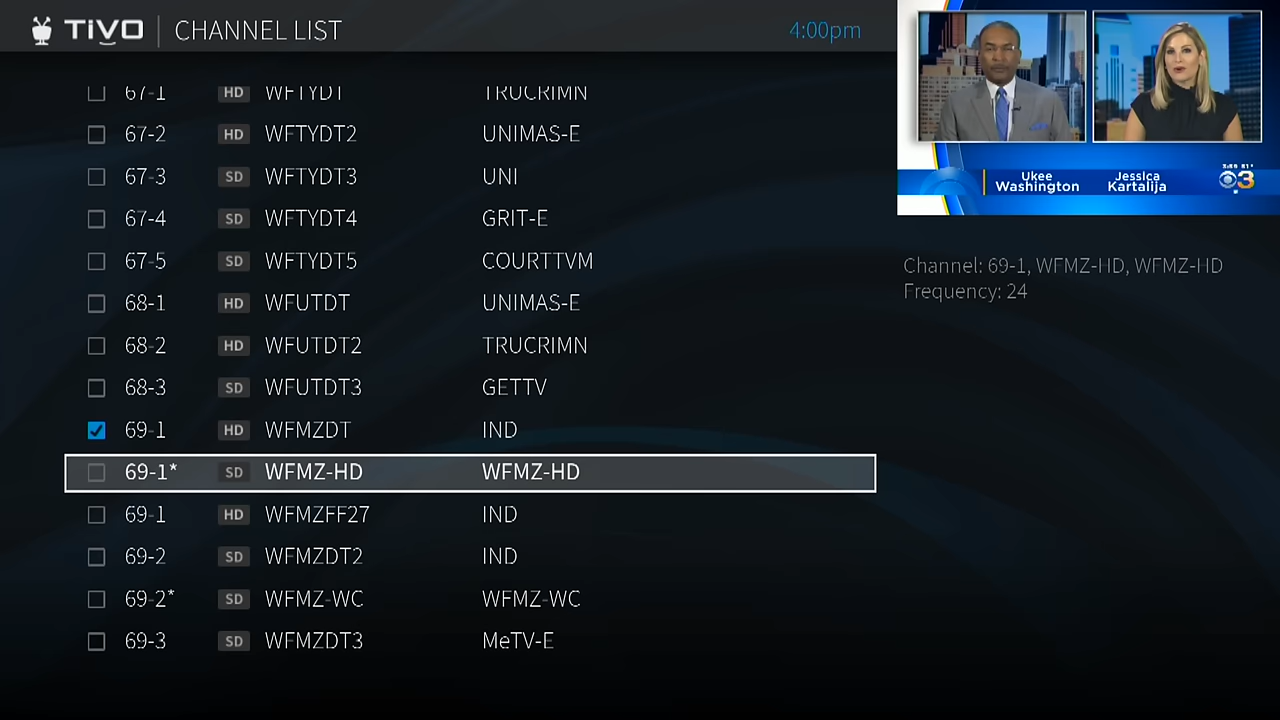 TiVo | CHANNEL LIST 4:00pm
67-1 HD WFTYDT TRUCRIMN
67-2 HD WFTYDT2 UNIMAS-E
67-3 SD WFTYDT3 UNI
67-4 SD WFTYDT4 GRIT-E
67-5 SD WFTYDT5 COURTTVM
68-1 HD WFUTDT UNIMAS-E
68-2 HD WFUTDT2 TRUCRIMN
68-3 SD WFUTDT3 GETTV
69-1 HD WFMZDT IND
69-1* SD WFMZ-HD WFMZ-HD
69-1 HD WFMZFF27 IND
69-2 SD WFMZDT2 IND
69-2* SD WFMZ-WC WFMZ-WC
69-3 SD WFMZDT3 MeTV-E
Ukee Washington
Jessica Kartalija
3
Channel: 69-1, WFMZ-HD, WFMZ-HD
Frequency: 24